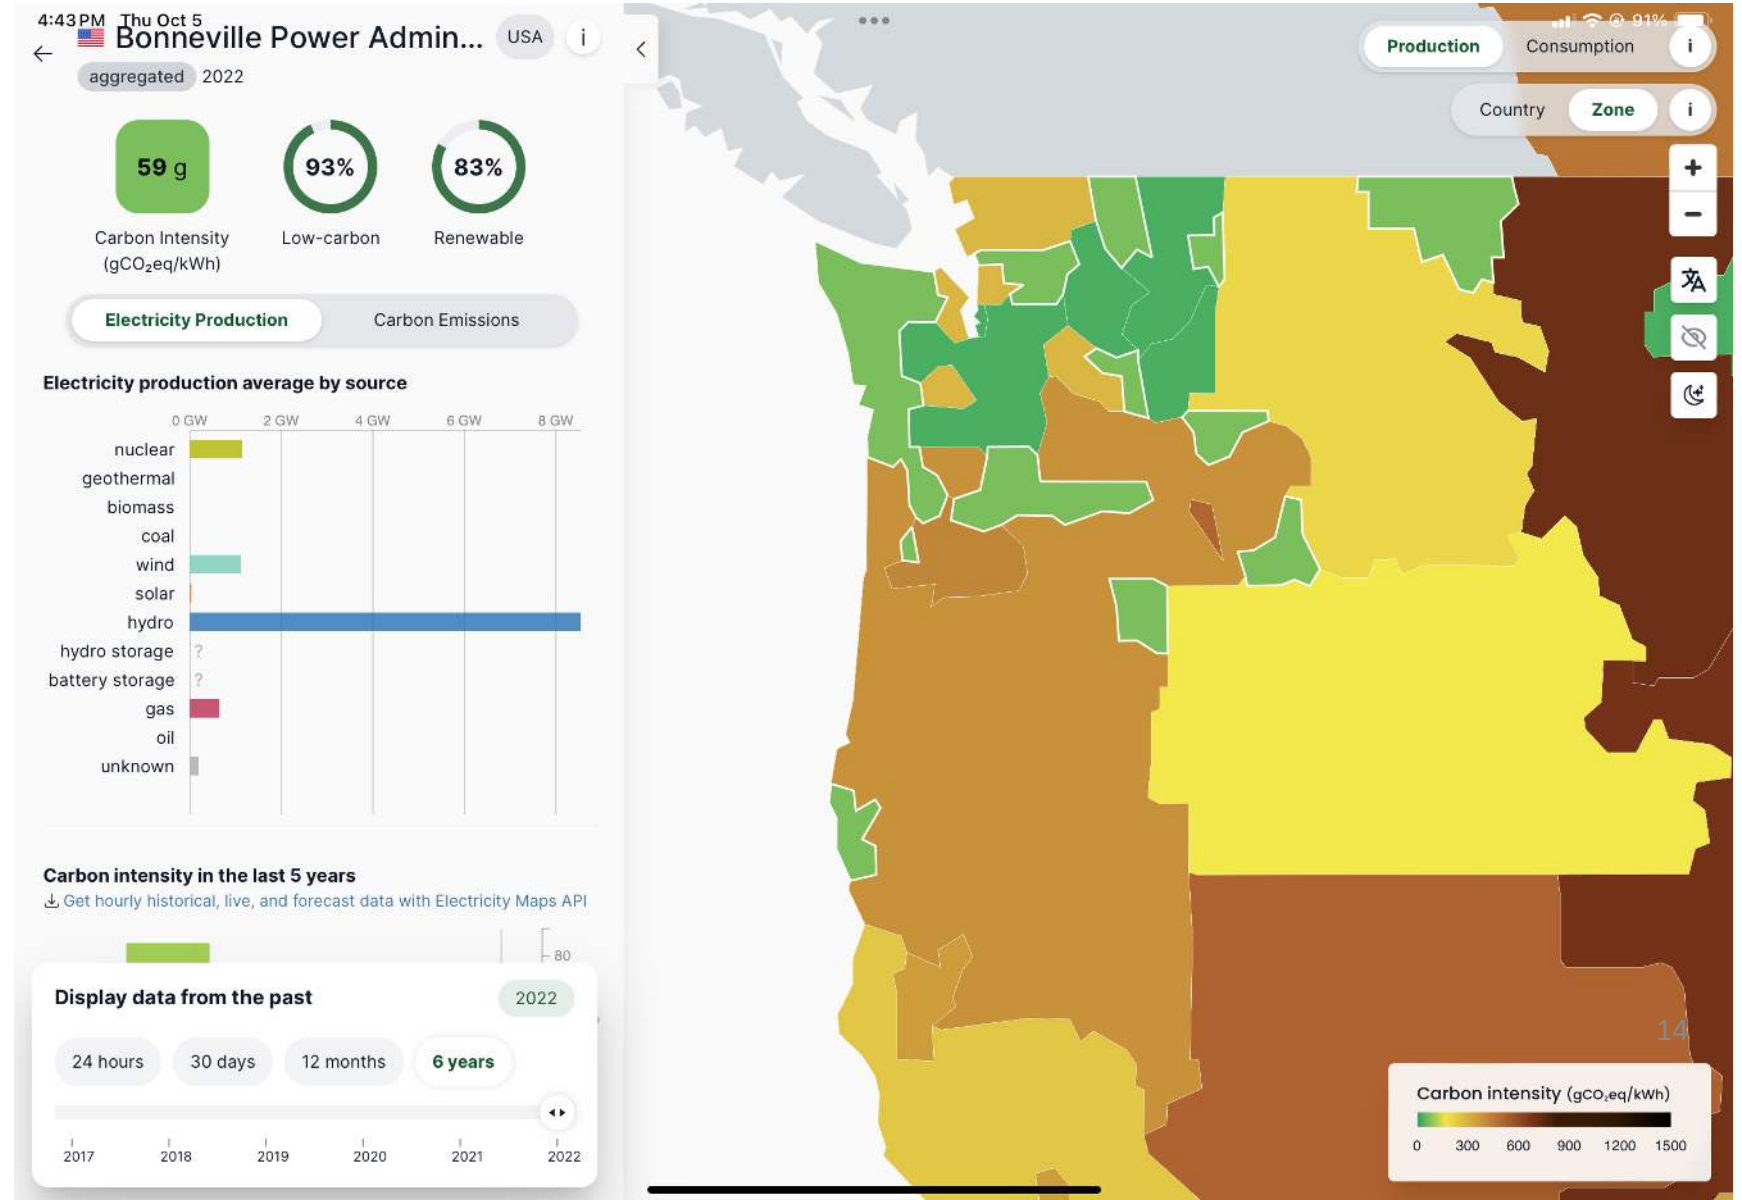 4:43 PM Thu Oct 5
91%
Bonneville Power Admin...
USA
i
aggregated 2022
59 g
93%
83%
Carbon Intensity
(gCO₂eq/kWh)
Low-carbon
Renewable
Electricity Production
Carbon Emissions
Electricity production average by source
0 GW 2 GW 4 GW 6 GW 8 GW
nuclear
geothermal
biomass
coal
wind
solar
hydro
hydro storage ?
battery storage ?
gas
oil
unknown
Carbon intensity in the last 5 years
Get hourly historical, live, and forecast data with Electricity Maps API
80
Display data from the past
2022
24 hours 30 days 12 months 6 years
2017 2018 2019 2020 2021 2022
Production Consumption i
Country Zone i
+
−
文A
14
Carbon intensity (gCO₂eq/kWh)
0 300 600 900 1200 1500